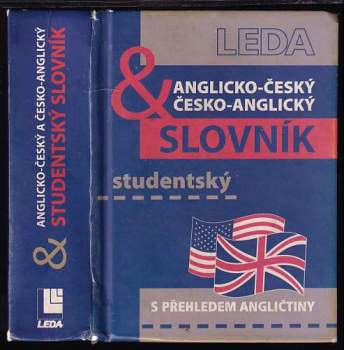 ANGLICKO-ČESKÝ A ČESKO-ANGLICKÝ
STUDENTSKÝ SLOVNÍK
&
LEDA
LEDA
&
ANGLICKO-ČESKÝ
ČESKO-ANGLICKÝ
SLOVNÍK
studentský
S PŘEHLEDEM ANGLIČTINY